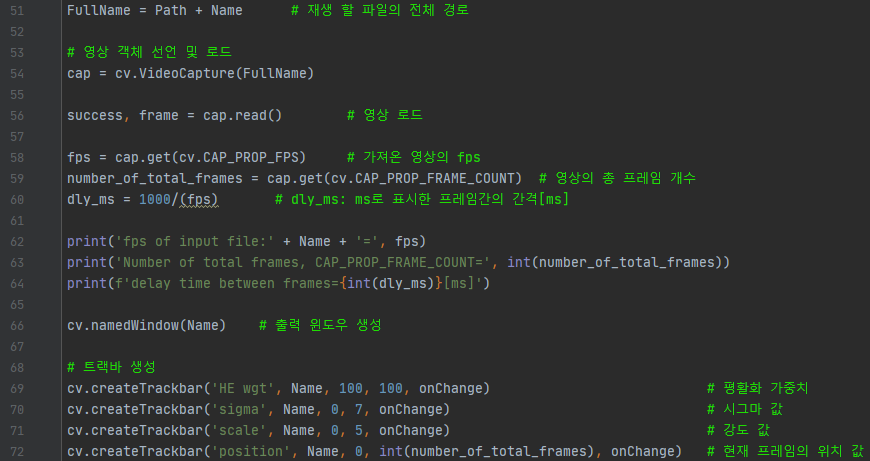 51 FullName = Path + Name # 재생 할 파일의 전체 경로
52
53 # 영상 객체 선언 및 로드
54 cap = cv.VideoCapture(FullName)
55
56 success, frame = cap.read() # 영상 로드
57
58 fps = cap.get(cv.CAP_PROP_FPS) # 가져온 영상의 fps
59 number_of_total_frames = cap.get(cv.CAP_PROP_FRAME_COUNT) # 영상의 총 프레임 개수
60 dly_ms = 1000/(fps) # dly_ms: ms로 표시한 프레임간의 간격[ms]
61
62 print('fps of input file:' + Name + '=', fps)
63 print('Number of total frames, CAP_PROP_FRAME_COUNT=', int(number_of_total_frames))
64 print(f'delay time between frames={int(dly_ms)}[ms]')
65
66 cv.namedWindow(Name) # 출력 윈도우 생성
67
68 # 트랙바 생성
69 cv.createTrackbar('HE wgt', Name, 100, 100, onChange) # 평활화 가중치
70 cv.createTrackbar('sigma', Name, 0, 7, onChange) # 시그마 값
71 cv.createTrackbar('scale', Name, 0, 5, onChange) # 강도 값
72 cv.createTrackbar('position', Name, 0, int(number_of_total_frames), onChange) # 현재 프레임의 위치 값